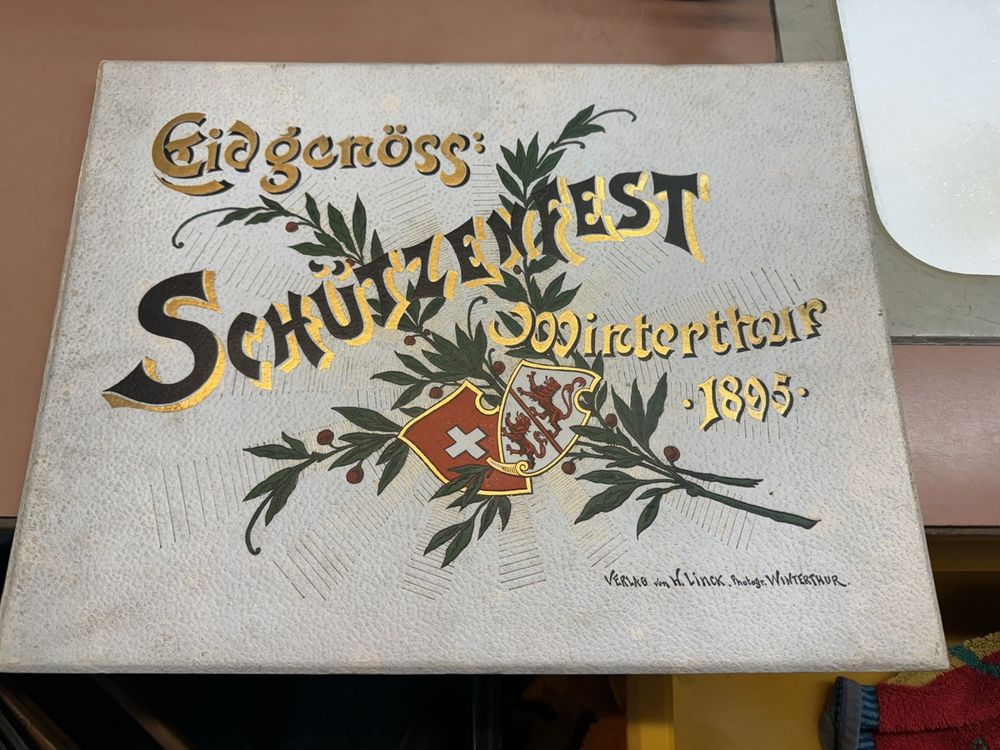 Eidgenöss:
SCHÜTZENFEST
Winterthur
·1895·
VERLAG von H. LINCK, Photogr. WINTERTHUR.